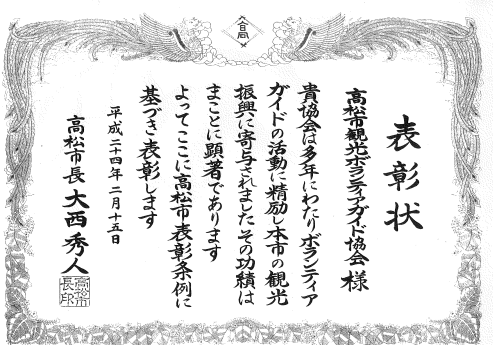 表彰状
高松市観光ボランティアガイド協会 様
貴協会は多年にわたりボランティア
ガイドの活動に精励し本市の観光
振興に寄与されましたその功績は
まことに顕著であります
よってここに高松市表彰条例に
基づき表彰します
平成二十四年二月十五日
高松市長 大西秀人
高松市
長印